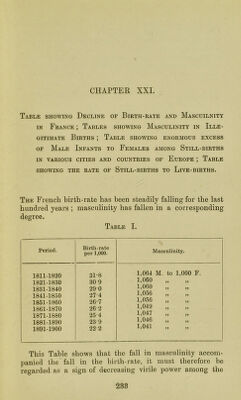 CHAPTER XXI.
Table showing Decline of Birth-rate and Mascuilnity
in France; Tables showing Masculinity in Ille-
gitimate Births; Table showing enormous excess
of Male Infants to Females among Still-births
in various cities and countries of Europe; Table
showing the rate of Still-births to Live-births.
The French birth-rate has been steadily falling for the last
hundred years; masculinity has fallen in a corresponding
degree.
Table I.
Period. Birth-rate per 1,000. Masculinity.
1811-1820 31·8 1,064 M. to 1,000 F.
1821-1830 30·9 1,060 „ „
1831-1840 29·0 1,060 „ „
1841-1850 27·4 1,056 „ „
1851-1860 26·7 1,056 „ „
1861-1870 26·2 1,049 „ „
1871-1880 25·4 1,047 „ „
1881-1890 23·9 1,046 „ „
1891-1900 22·2 1,041 „ „
This Table shows that the fall in masculinity accom-
panied the fall in the birth-rate, it must therefore be
regarded as a sign of decreasing virile power among the
233